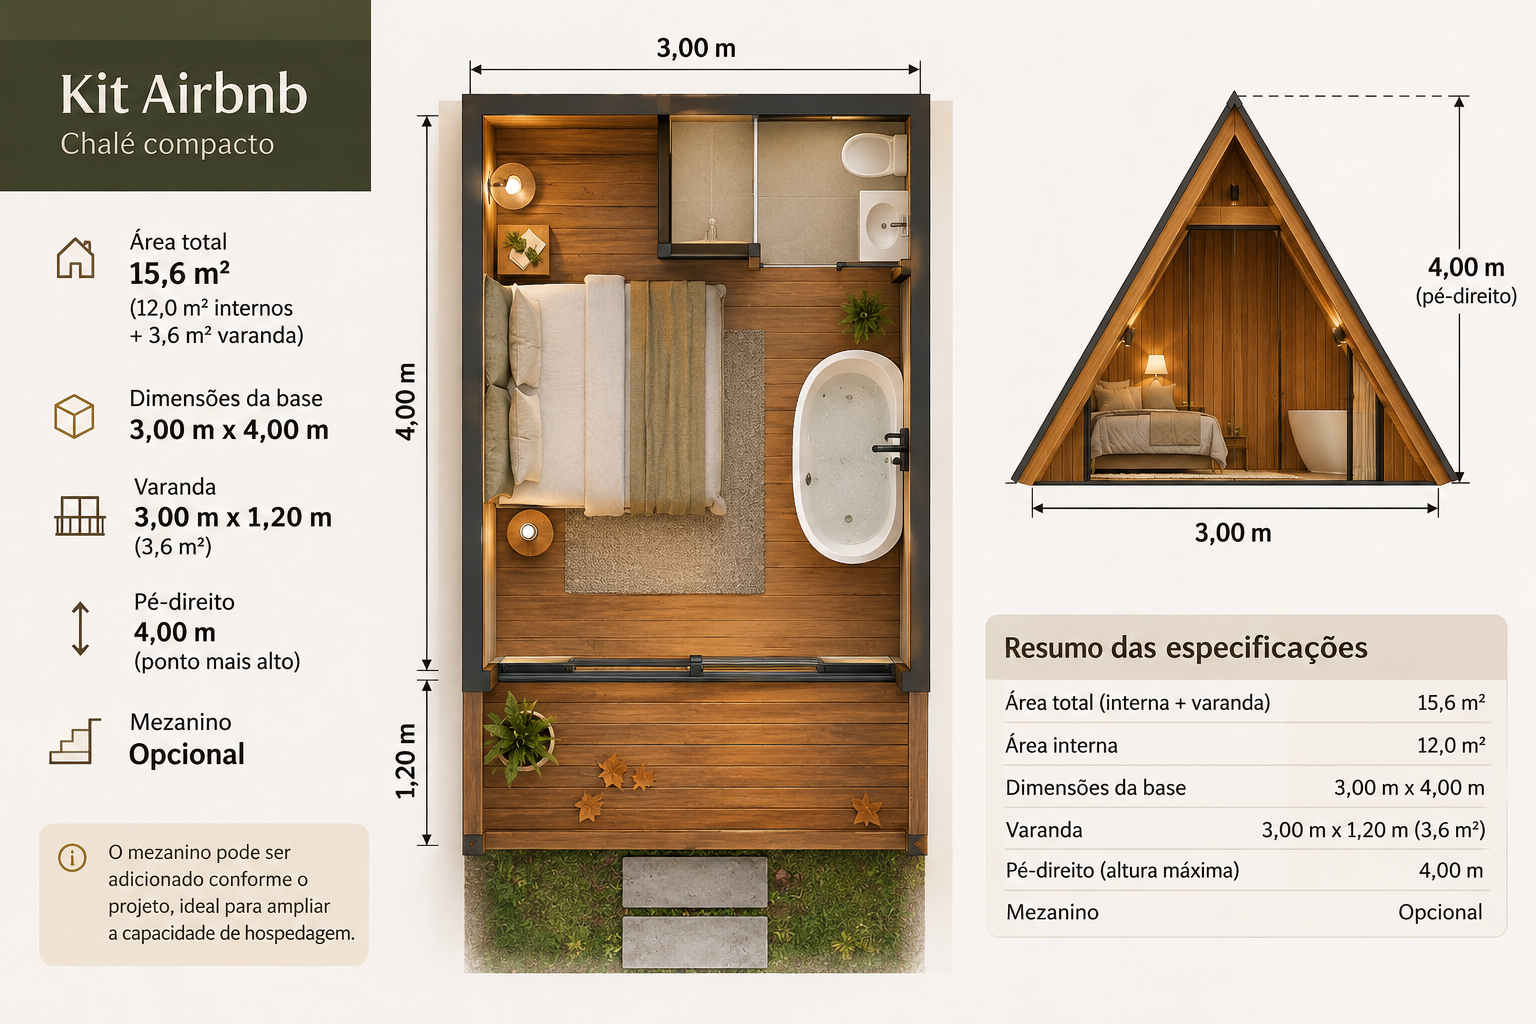 Kit Airbnb
Chalé compacto
Área total
15,6 m²
(12,0 m² internos
+ 3,6 m² varanda)
Dimensões da base
3,00 m x 4,00 m
Varanda
3,00 m x 1,20 m
(3,6 m²)
Pé-direito
4,00 m
(ponto mais alto)
Mezanino
Opcional
O mezanino pode ser
adicionado conforme o
projeto, ideal para ampliar
a capacidade de hospedagem.
3,00 m
4,00 m
1,20 m
4,00 m
(pé-direito)
3,00 m
Resumo das especificações
Área total (interna + varanda) 15,6 m²
Área interna 12,0 m²
Dimensões da base 3,00 m x 4,00 m
Varanda 3,00 m x 1,20 m (3,6 m²)
Pé-direito (altura máxima) 4,00 m
Mezanino Opcional